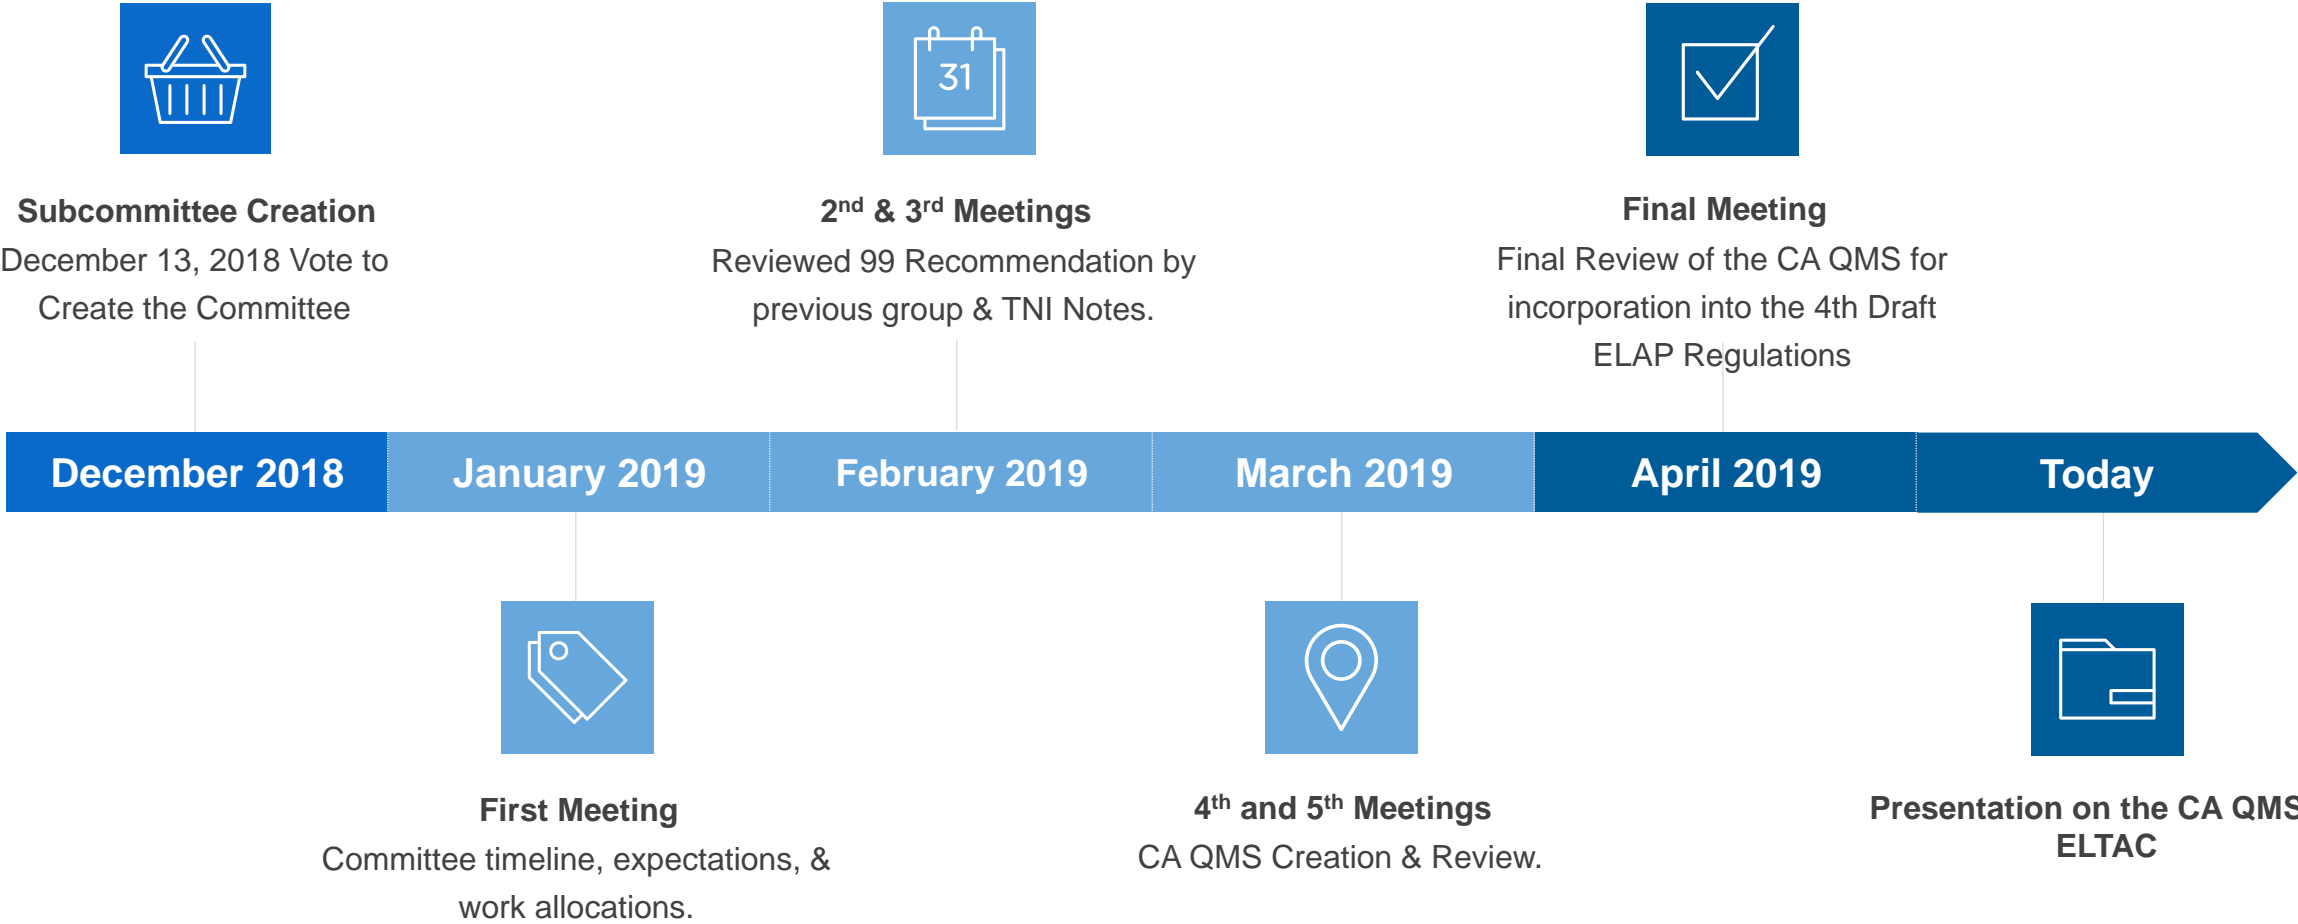 31
Subcommittee Creation
December 13, 2018 Vote to
Create the Committee
2nd & 3rd Meetings
Reviewed 99 Recommendation by
previous group & TNI Notes.
Final Meeting
Final Review of the CA QMS for
incorporation into the 4th Draft
ELAP Regulations
December 2018
January 2019
February 2019
March 2019
April 2019
Today
First Meeting
Committee timeline, expectations, &
work allocations.
4th and 5th Meetings
CA QMS Creation & Review.
Presentation on the CA QMS
ELTAC